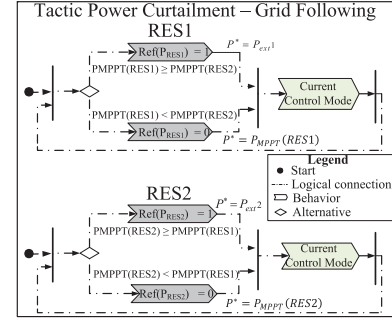 Tactic Power Curtailment – Grid Following
RES1
Ref(P_RES1) = 1
P* = P_ext1
PMPPT(RES1) ≥ PMPPT(RES2)
Current
Control Mode
PMPPT(RES1) < PMPPT(RES2)
Ref(P_RES1) = 0
P* = P_MPPT(RES1)
Legend
Start
Logical connection
Behavior
Alternative
RES2
Ref(P_RES2) = 1
P* = P_ext2
PMPPT(RES2) ≥ PMPPT(RES1)
Current
Control Mode
PMPPT(RES2) < PMPPT(RES1)
Ref(P_RES2) = 0
P* = P_MPPT(RES2)